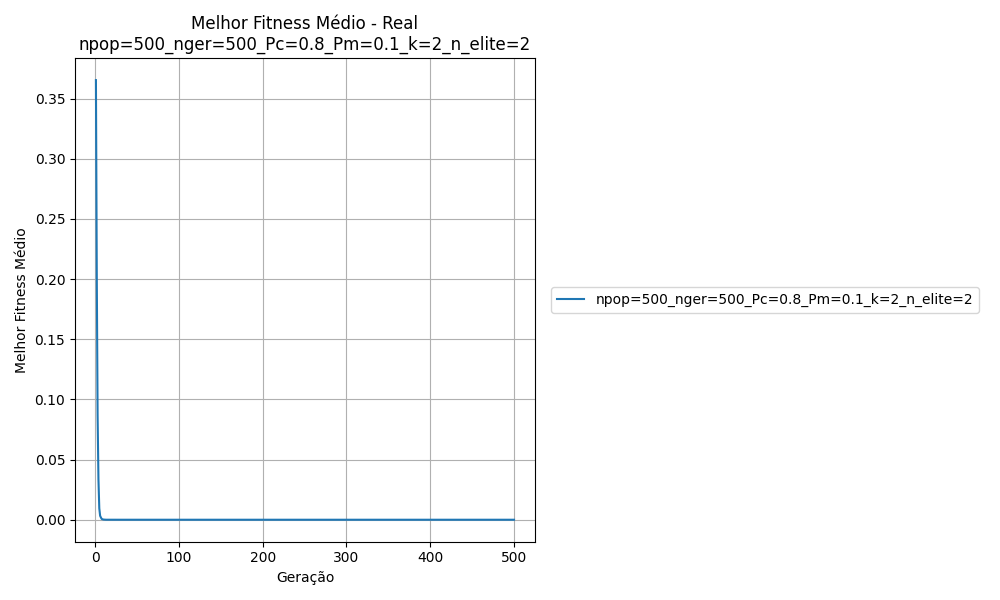 Melhor Fitness Médio - Real
npop=500_nger=500_Pc=0.8_Pm=0.1_k=2_n_elite=2
Melhor Fitness Médio
0.35
0.30
0.25
0.20
0.15
0.10
0.05
0.00
0 100 200 300 400 500
Geração
npop=500_nger=500_Pc=0.8_Pm=0.1_k=2_n_elite=2